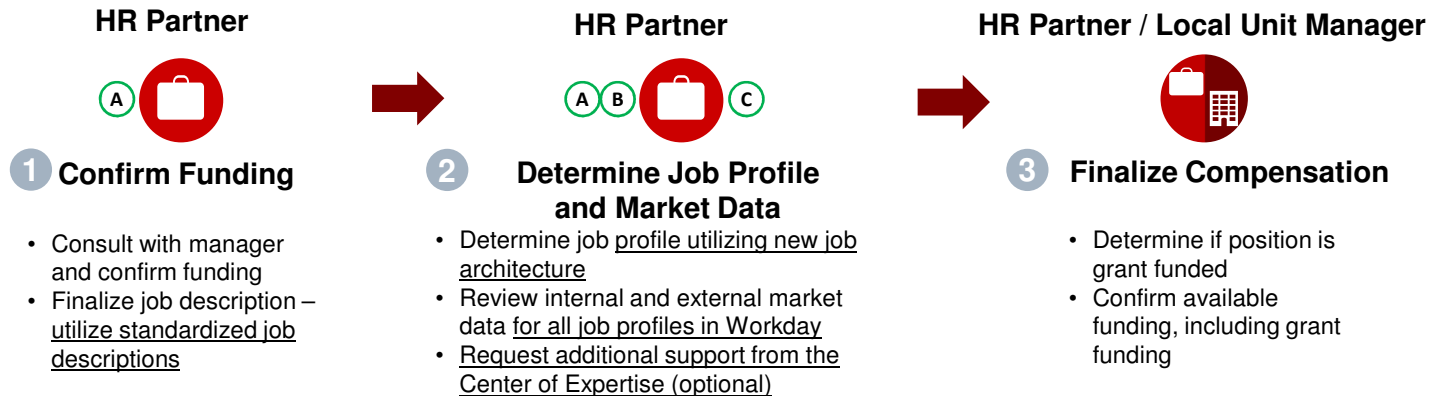 HR Partner
A
1 Confirm Funding
• Consult with manager
and confirm funding
• Finalize job description –
utilize standardized job
descriptions
HR Partner
A B C
2 Determine Job Profile
and Market Data
• Determine job profile utilizing new job
architecture
• Review internal and external market
data for all job profiles in Workday
• Request additional support from the
Center of Expertise (optional)
HR Partner / Local Unit Manager
3 Finalize Compensation
• Determine if position is
grant funded
• Confirm available
funding, including grant
funding